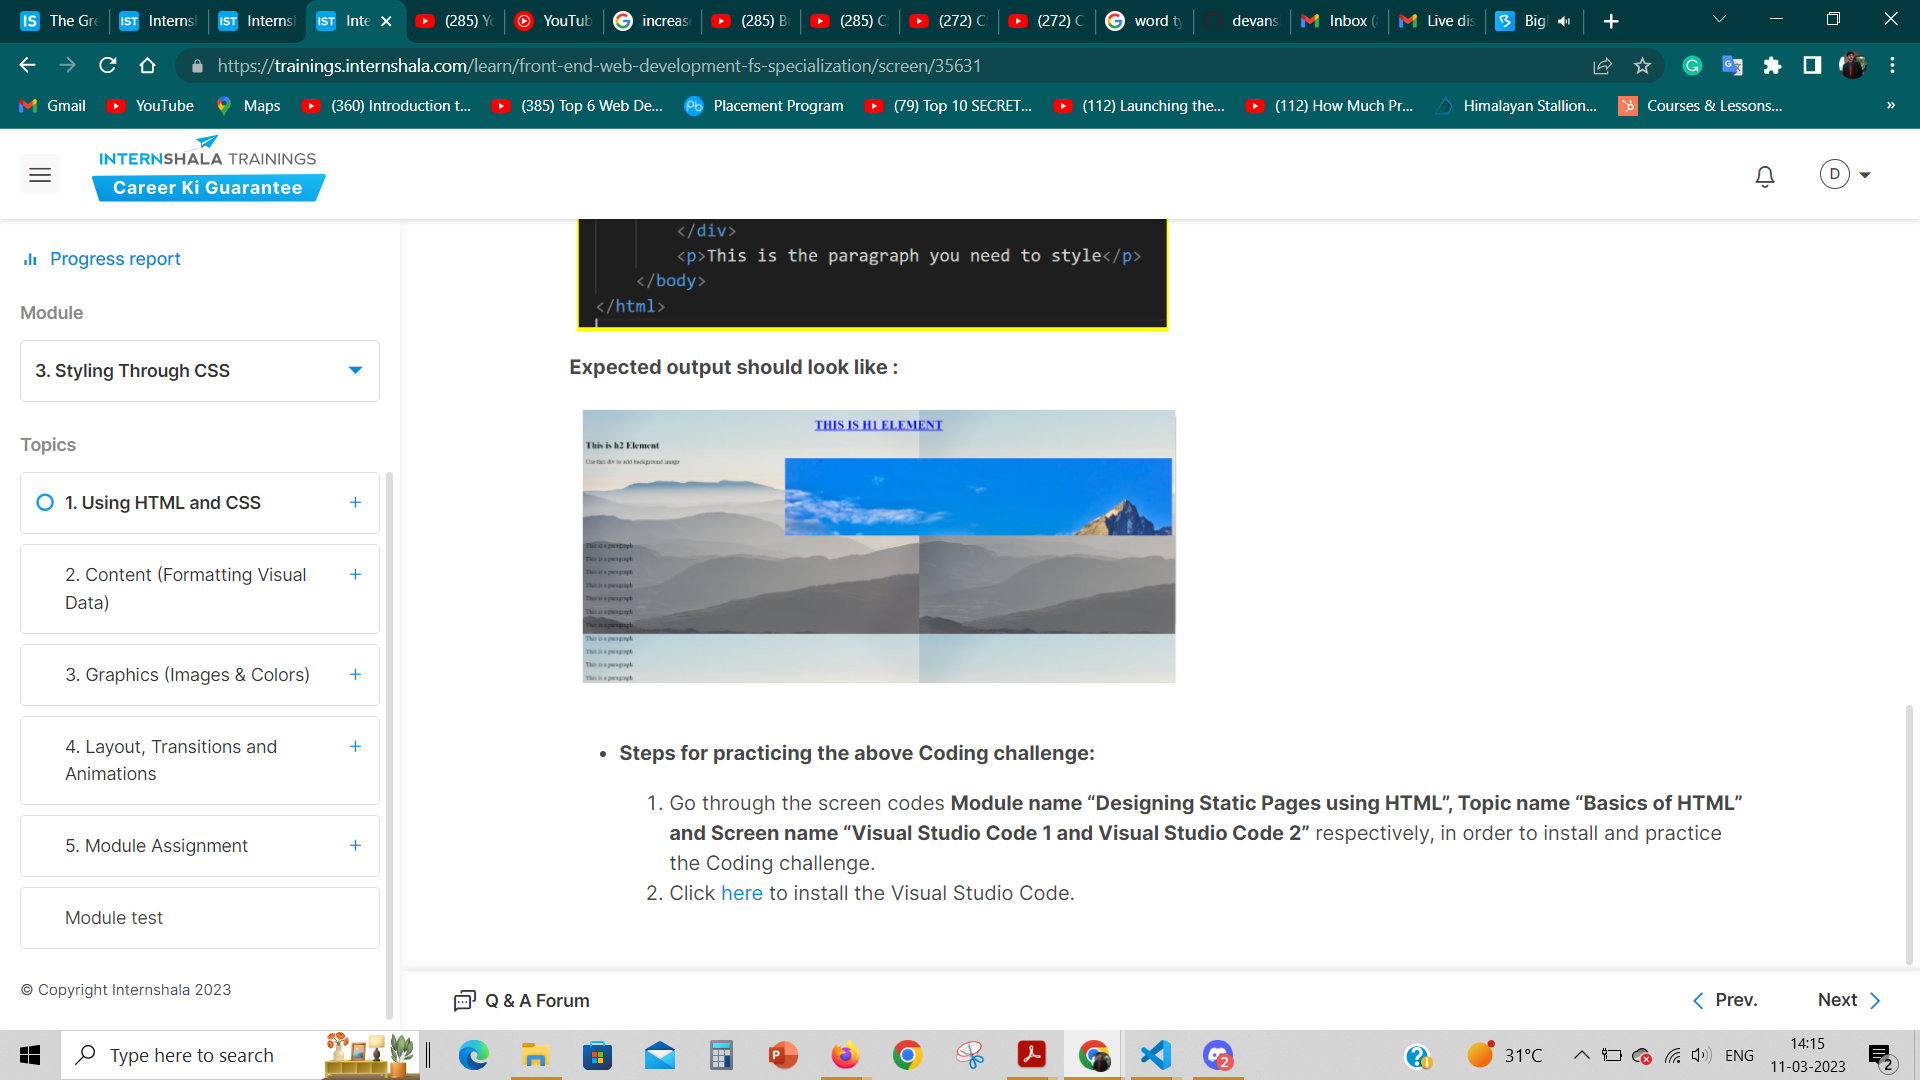 The Gre
Interns
Interns
Inte
(285) Yo
YouTub
increas
(285) B
(285) C
(272) C
(272) C
word ty
devans
Inbox (
Live dis
Big
https://trainings.internshala.com/learn/front-end-web-development-fs-specialization/screen/35631
Gmail
YouTube
Maps
(360) Introduction t...
(385) Top 6 Web De...
Placement Program
(79) Top 10 SECRET...
(112) Launching the...
(112) How Much Pr...
Himalayan Stallion...
Courses & Lessons...
»
INTERNSHALA TRAININGS
Career Ki Guarantee
D
</div>
<p>This is the paragraph you need to style</p>
</body>
</html>
Progress report
Module
3. Styling Through CSS
Topics
1. Using HTML and CSS
2. Content (Formatting Visual
Data)
3. Graphics (Images & Colors)
4. Layout, Transitions and
Animations
5. Module Assignment
Module test
© Copyright Internshala 2023
Expected output should look like :
THIS IS H1 ELEMENT
This is h2 Element
Use this div to add background image
This is a paragraph
This is a paragraph
This is a paragraph
This is a paragraph
This is a paragraph
This is a paragraph
This is a paragraph
This is a paragraph
This is a paragraph
This is a paragraph
This is a paragraph
• Steps for practicing the above Coding challenge:
1. Go through the screen codes Module name “Designing Static Pages using HTML”, Topic name “Basics of HTML”
and Screen name “Visual Studio Code 1 and Visual Studio Code 2” respectively, in order to install and practice
the Coding challenge.
2. Click here to install the Visual Studio Code.
Q & A Forum
Prev.
Next
Type here to search
2
31°C
ENG
14:15
11-03-2023
2